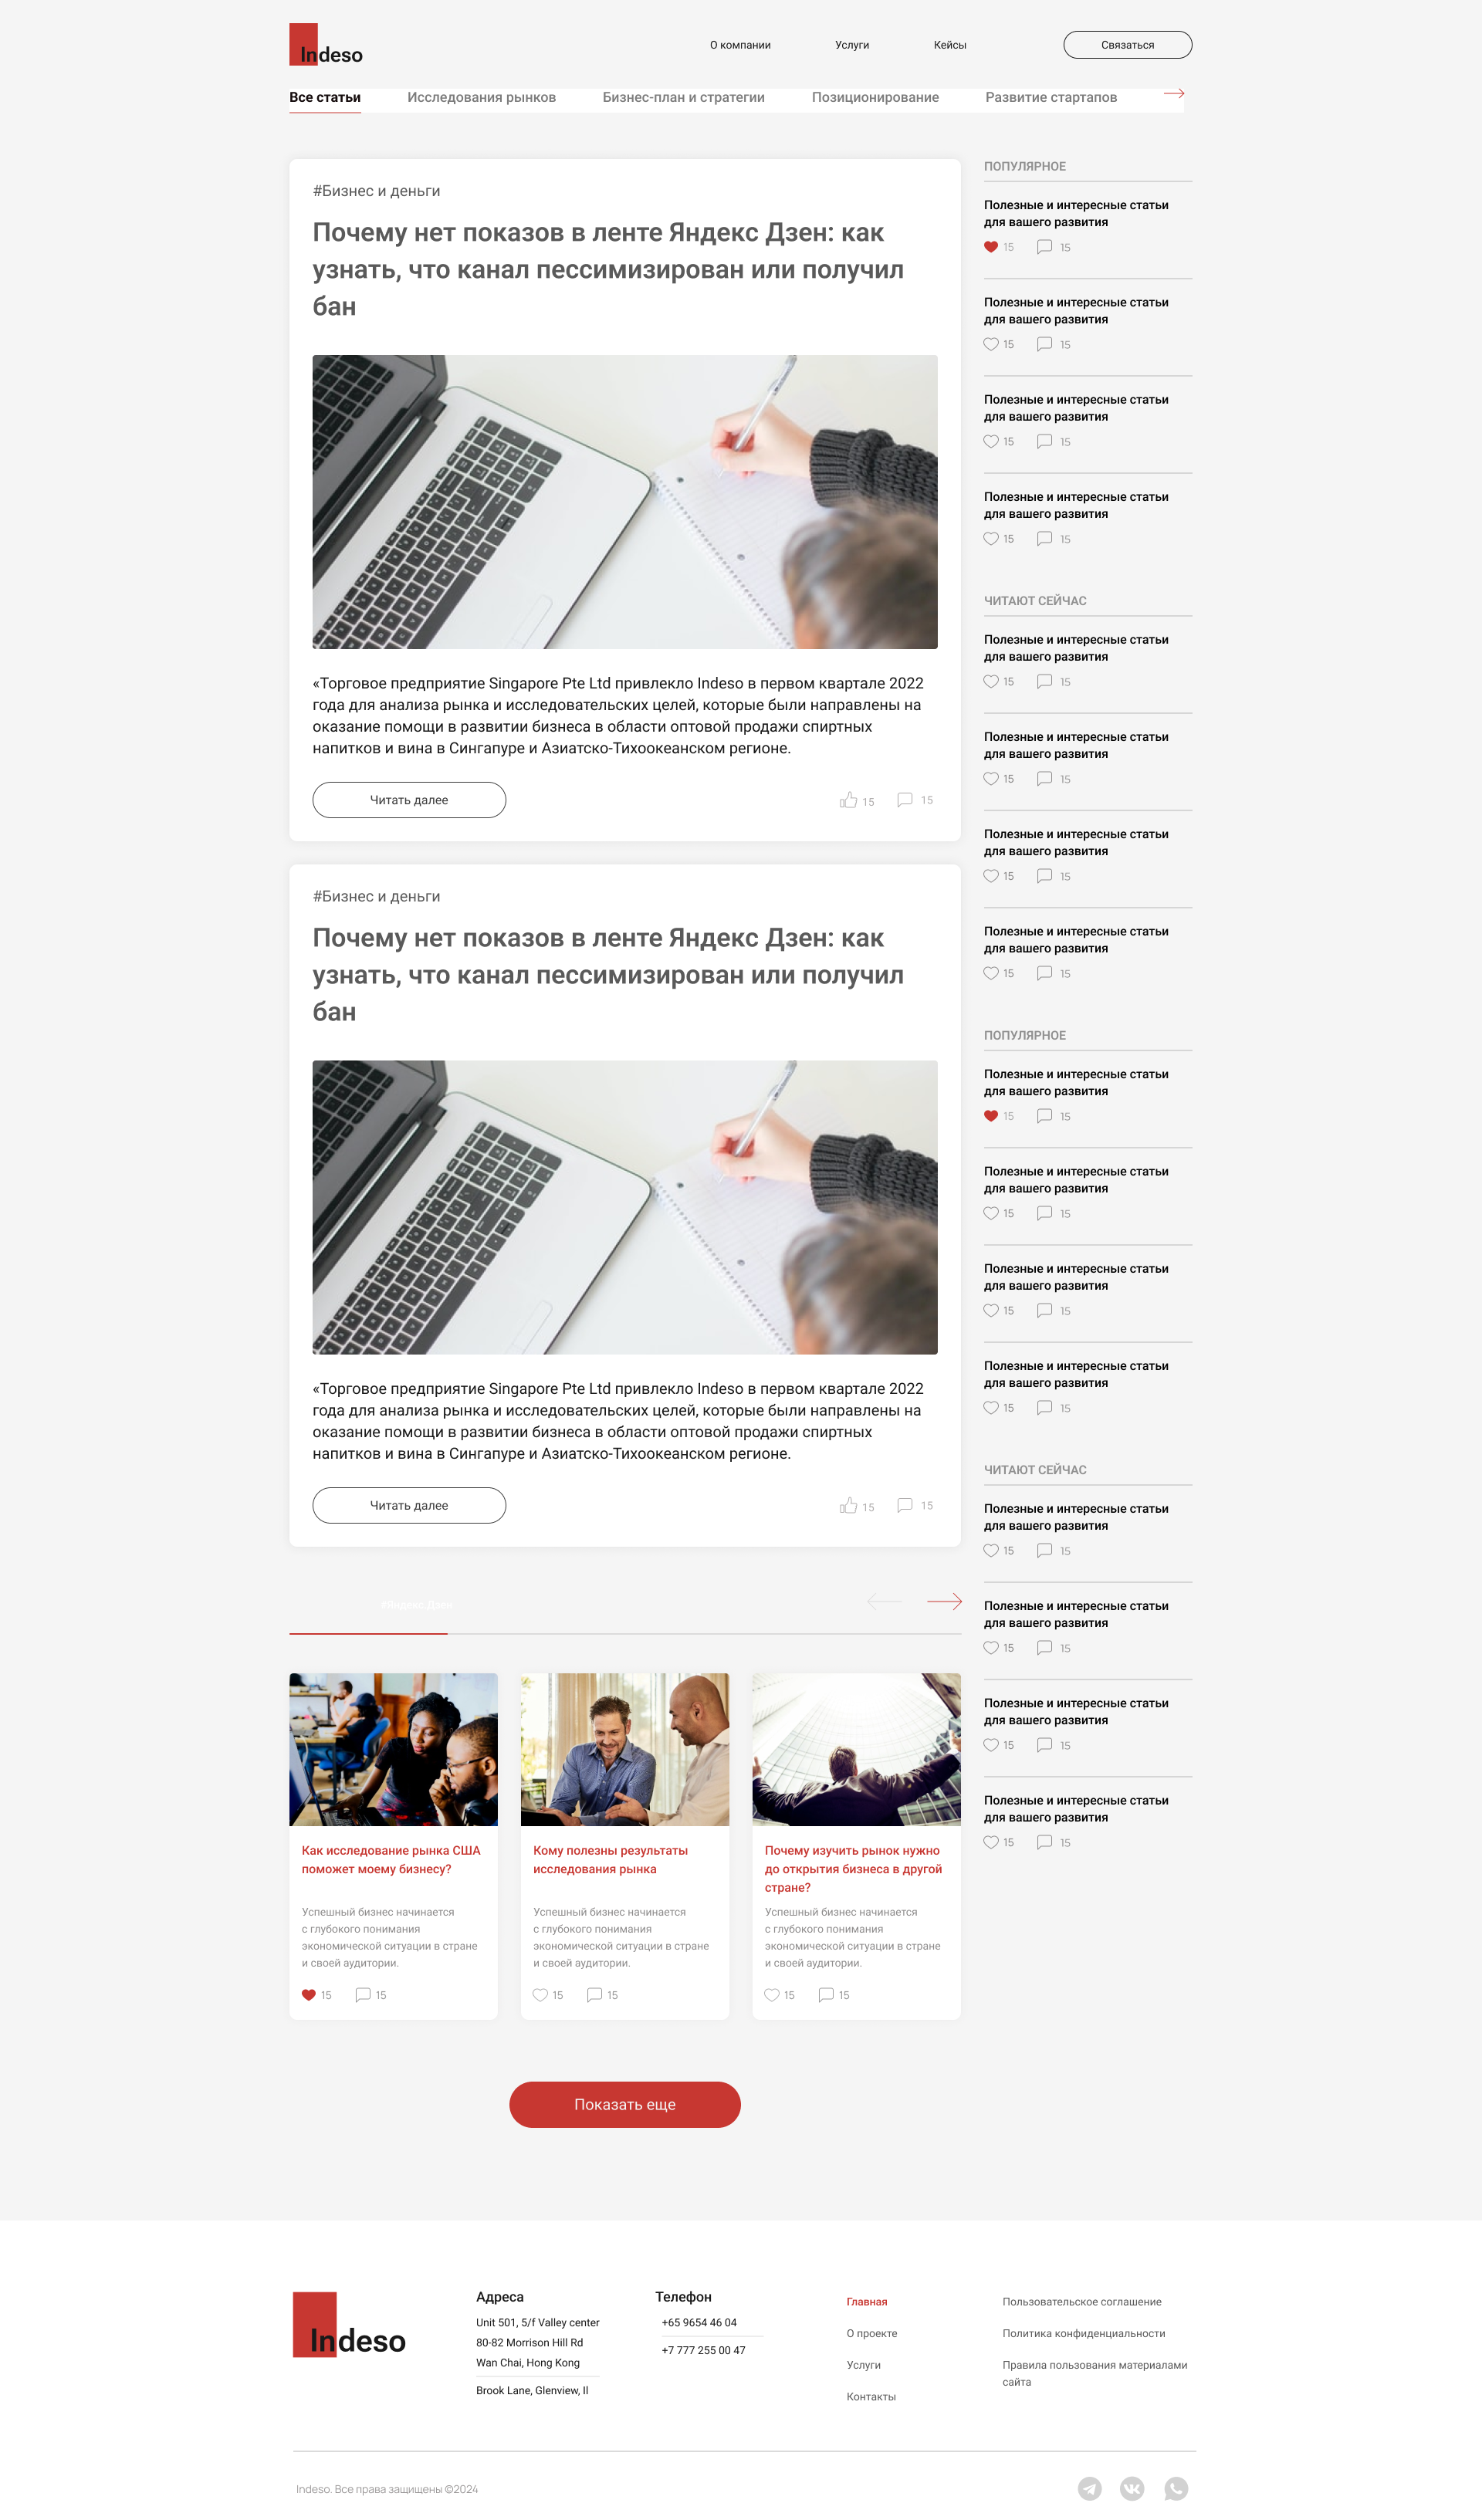 Indeso
О компании
Услуги
Кейсы
Связаться
Все статьи
Исследования рынков
Бизнес-план и стратегии
Позиционирование
Развитие стартапов
#Бизнес и деньги
Почему нет показов в ленте Яндекс Дзен: как
узнать, что канал пессимизирован или получил
бан
«Торговое предприятие Singapore Pte Ltd привлекло Indeso в первом квартале 2022
года для анализа рынка и исследовательских целей, которые были направлены на
оказание помощи в развитии бизнеса в области оптовой продажи спиртных
напитков и вина в Сингапуре и Азиатско-Тихоокеанском регионе.
Читать далее
15 15
#Бизнес и деньги
Почему нет показов в ленте Яндекс Дзен: как
узнать, что канал пессимизирован или получил
бан
«Торговое предприятие Singapore Pte Ltd привлекло Indeso в первом квартале 2022
года для анализа рынка и исследовательских целей, которые были направлены на
оказание помощи в развитии бизнеса в области оптовой продажи спиртных
напитков и вина в Сингапуре и Азиатско-Тихоокеанском регионе.
Читать далее
15 15
#Яндекс.Дзен
Как исследование рынка США
поможет моему бизнесу?
Успешный бизнес начинается
с глубокого понимания
экономической ситуации в стране
и своей аудитории.
15 15
Кому полезны результаты
исследования рынка
Успешный бизнес начинается
с глубокого понимания
экономической ситуации в стране
и своей аудитории.
15 15
Почему изучить рынок нужно
до открытия бизнеса в другой
стране?
Успешный бизнес начинается
с глубокого понимания
экономической ситуации в стране
и своей аудитории.
15 15
Показать еще
ПОПУЛЯРНОЕ
Полезные и интересные статьи
для вашего развития
15 15
Полезные и интересные статьи
для вашего развития
15 15
Полезные и интересные статьи
для вашего развития
15 15
Полезные и интересные статьи
для вашего развития
15 15
ЧИТАЮТ СЕЙЧАС
Полезные и интересные статьи
для вашего развития
15 15
Полезные и интересные статьи
для вашего развития
15 15
Полезные и интересные статьи
для вашего развития
15 15
Полезные и интересные статьи
для вашего развития
15 15
ПОПУЛЯРНОЕ
Полезные и интересные статьи
для вашего развития
15 15
Полезные и интересные статьи
для вашего развития
15 15
Полезные и интересные статьи
для вашего развития
15 15
Полезные и интересные статьи
для вашего развития
15 15
ЧИТАЮТ СЕЙЧАС
Полезные и интересные статьи
для вашего развития
15 15
Полезные и интересные статьи
для вашего развития
15 15
Полезные и интересные статьи
для вашего развития
15 15
Полезные и интересные статьи
для вашего развития
15 15
Indeso
Адреса
Unit 501, 5/f Valley center
80-82 Morrison Hill Rd
Wan Chai, Hong Kong
Brook Lane, Glenview, Il
Телефон
+65 9654 46 04
+7 777 255 00 47
Главная
О проекте
Услуги
Контакты
Пользовательское соглашение
Политика конфиденциальности
Правила пользования материалами
сайта
Indeso. Все права защищены ©2024